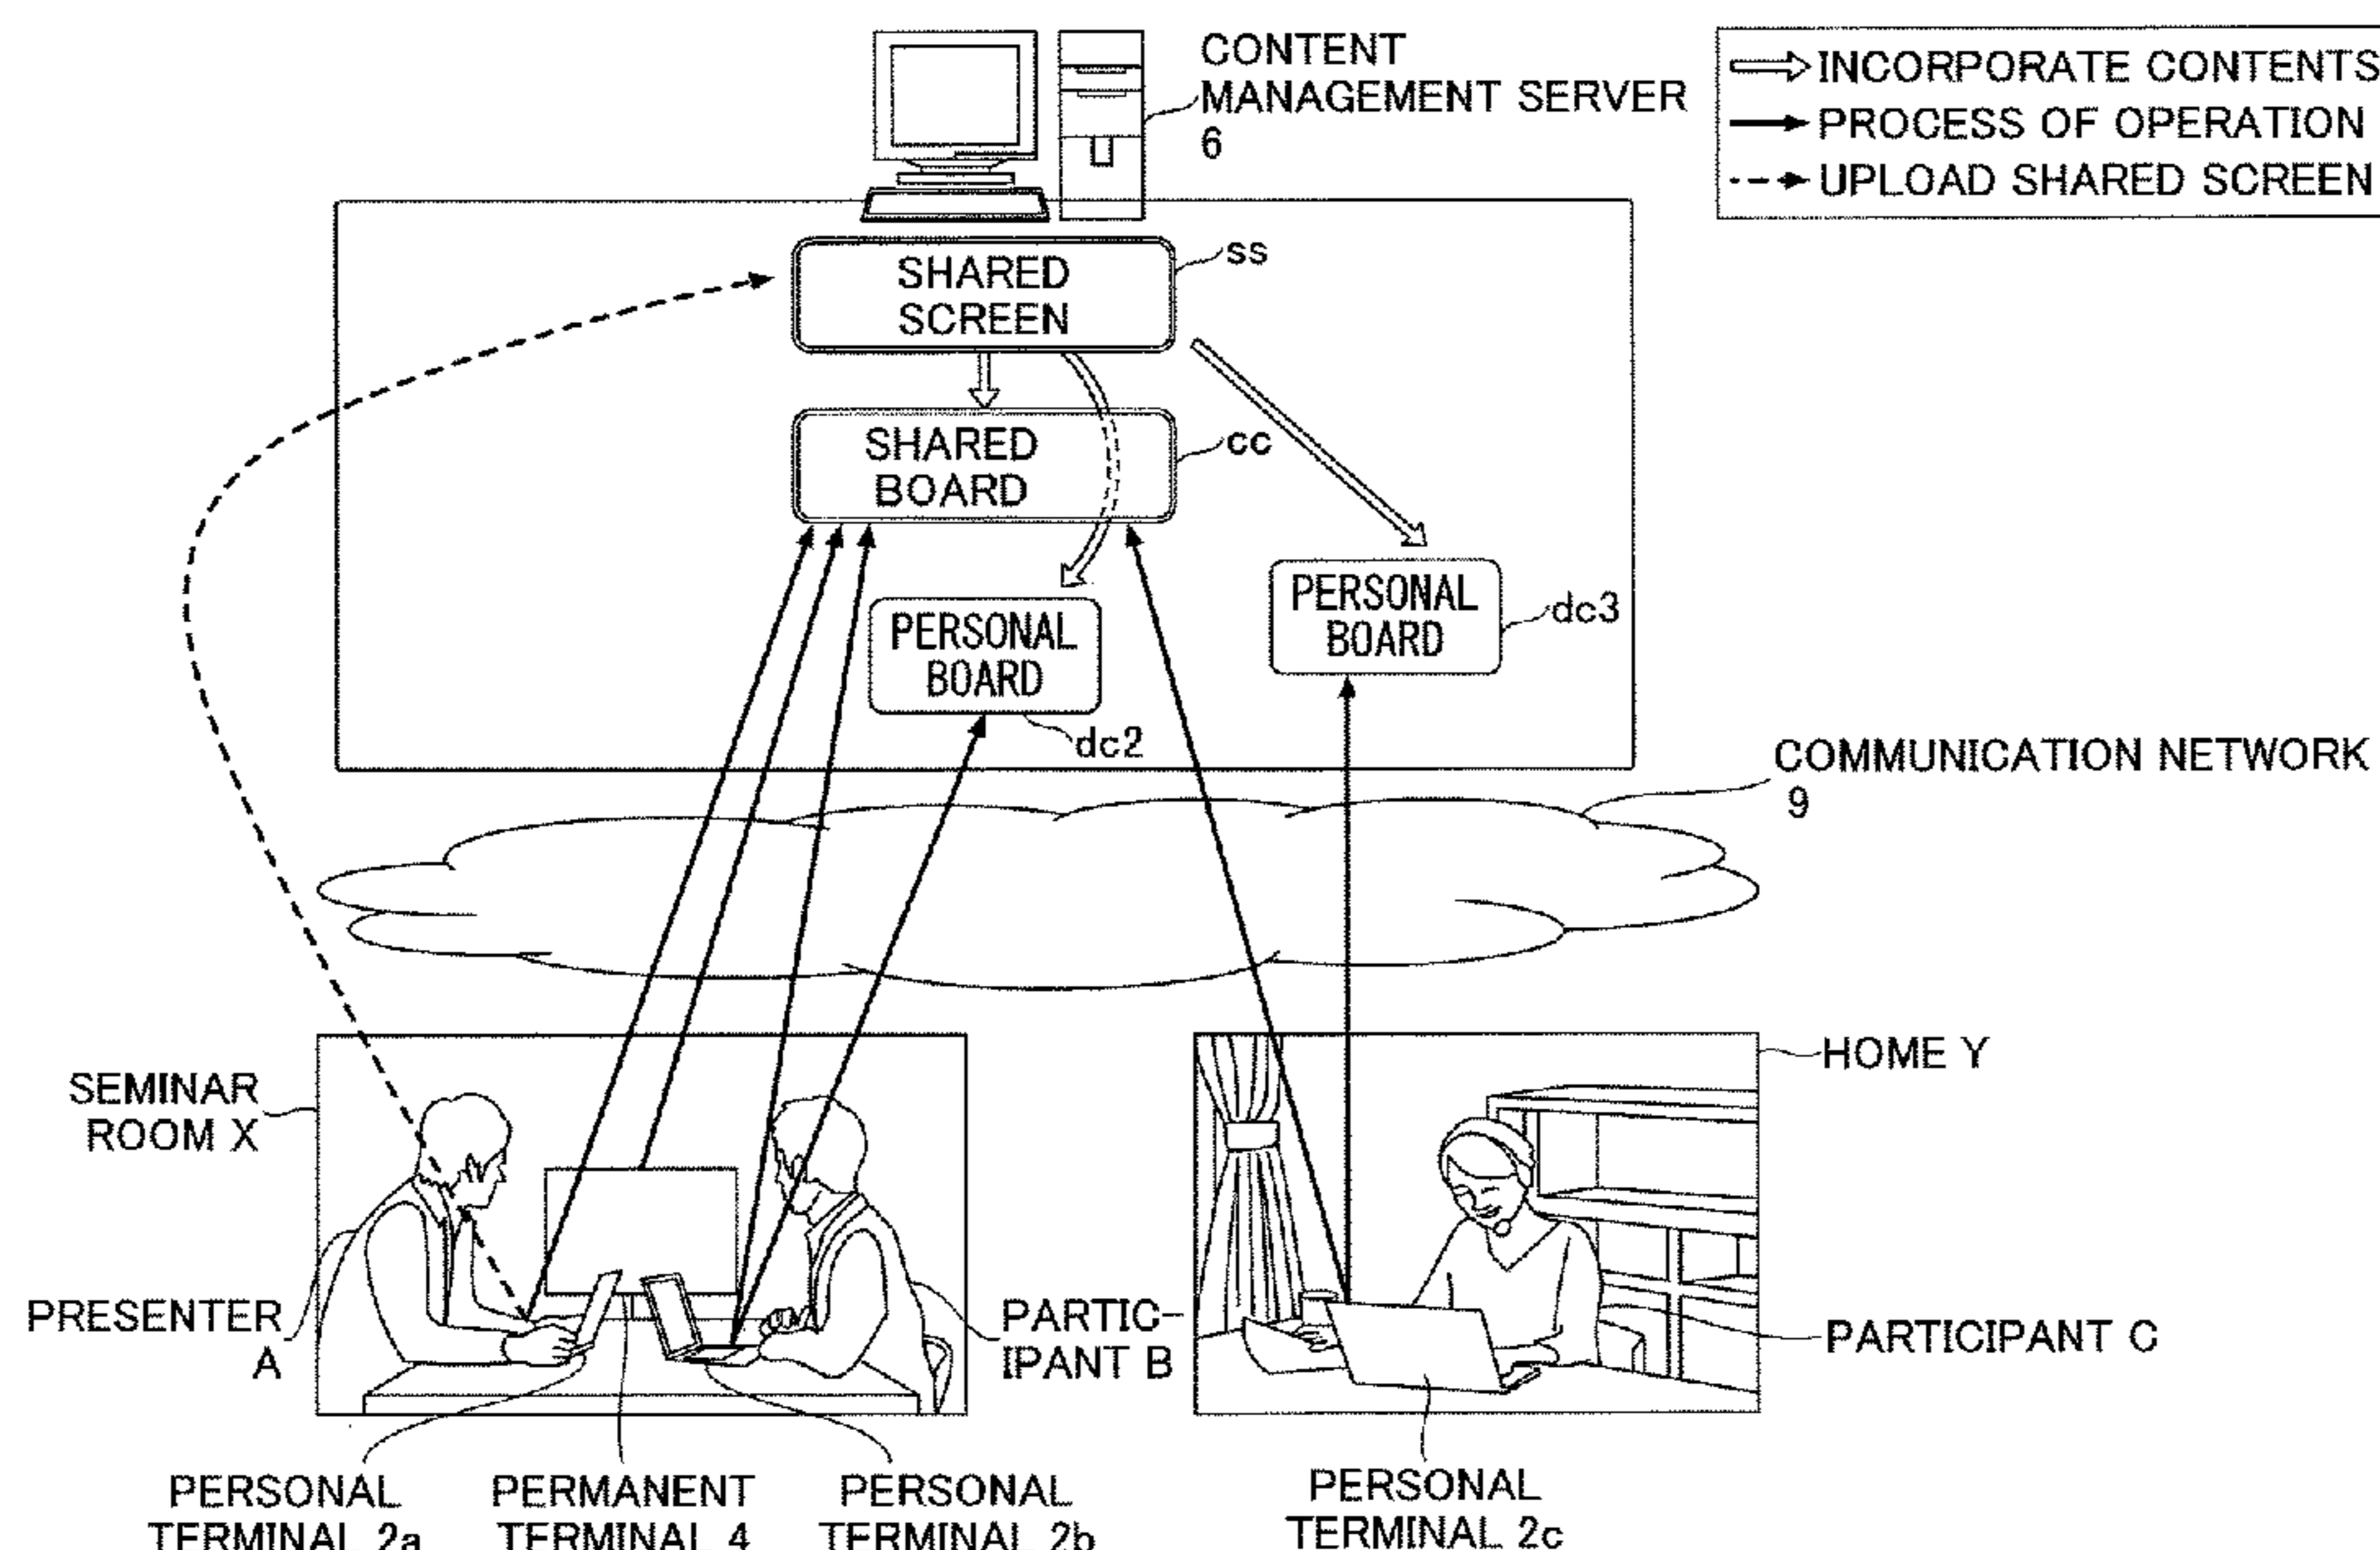 CONTENT
MANAGEMENT SERVER
6
INCORPORATE CONTENTS
PROCESS OF OPERATION
UPLOAD SHARED SCREEN
SHARED
SCREEN
ss
SHARED
BOARD
cc
PERSONAL
BOARD
dc2
PERSONAL
BOARD
dc3
COMMUNICATION NETWORK
9
SEMINAR
ROOM X
HOME Y
PRESENTER
A
PARTIC-
IPANT B
PARTICIPANT C
PERSONAL
TERMINAL 2a
PERMANENT
TERMINAL 4
PERSONAL
TERMINAL 2b
PERSONAL
TERMINAL 2c